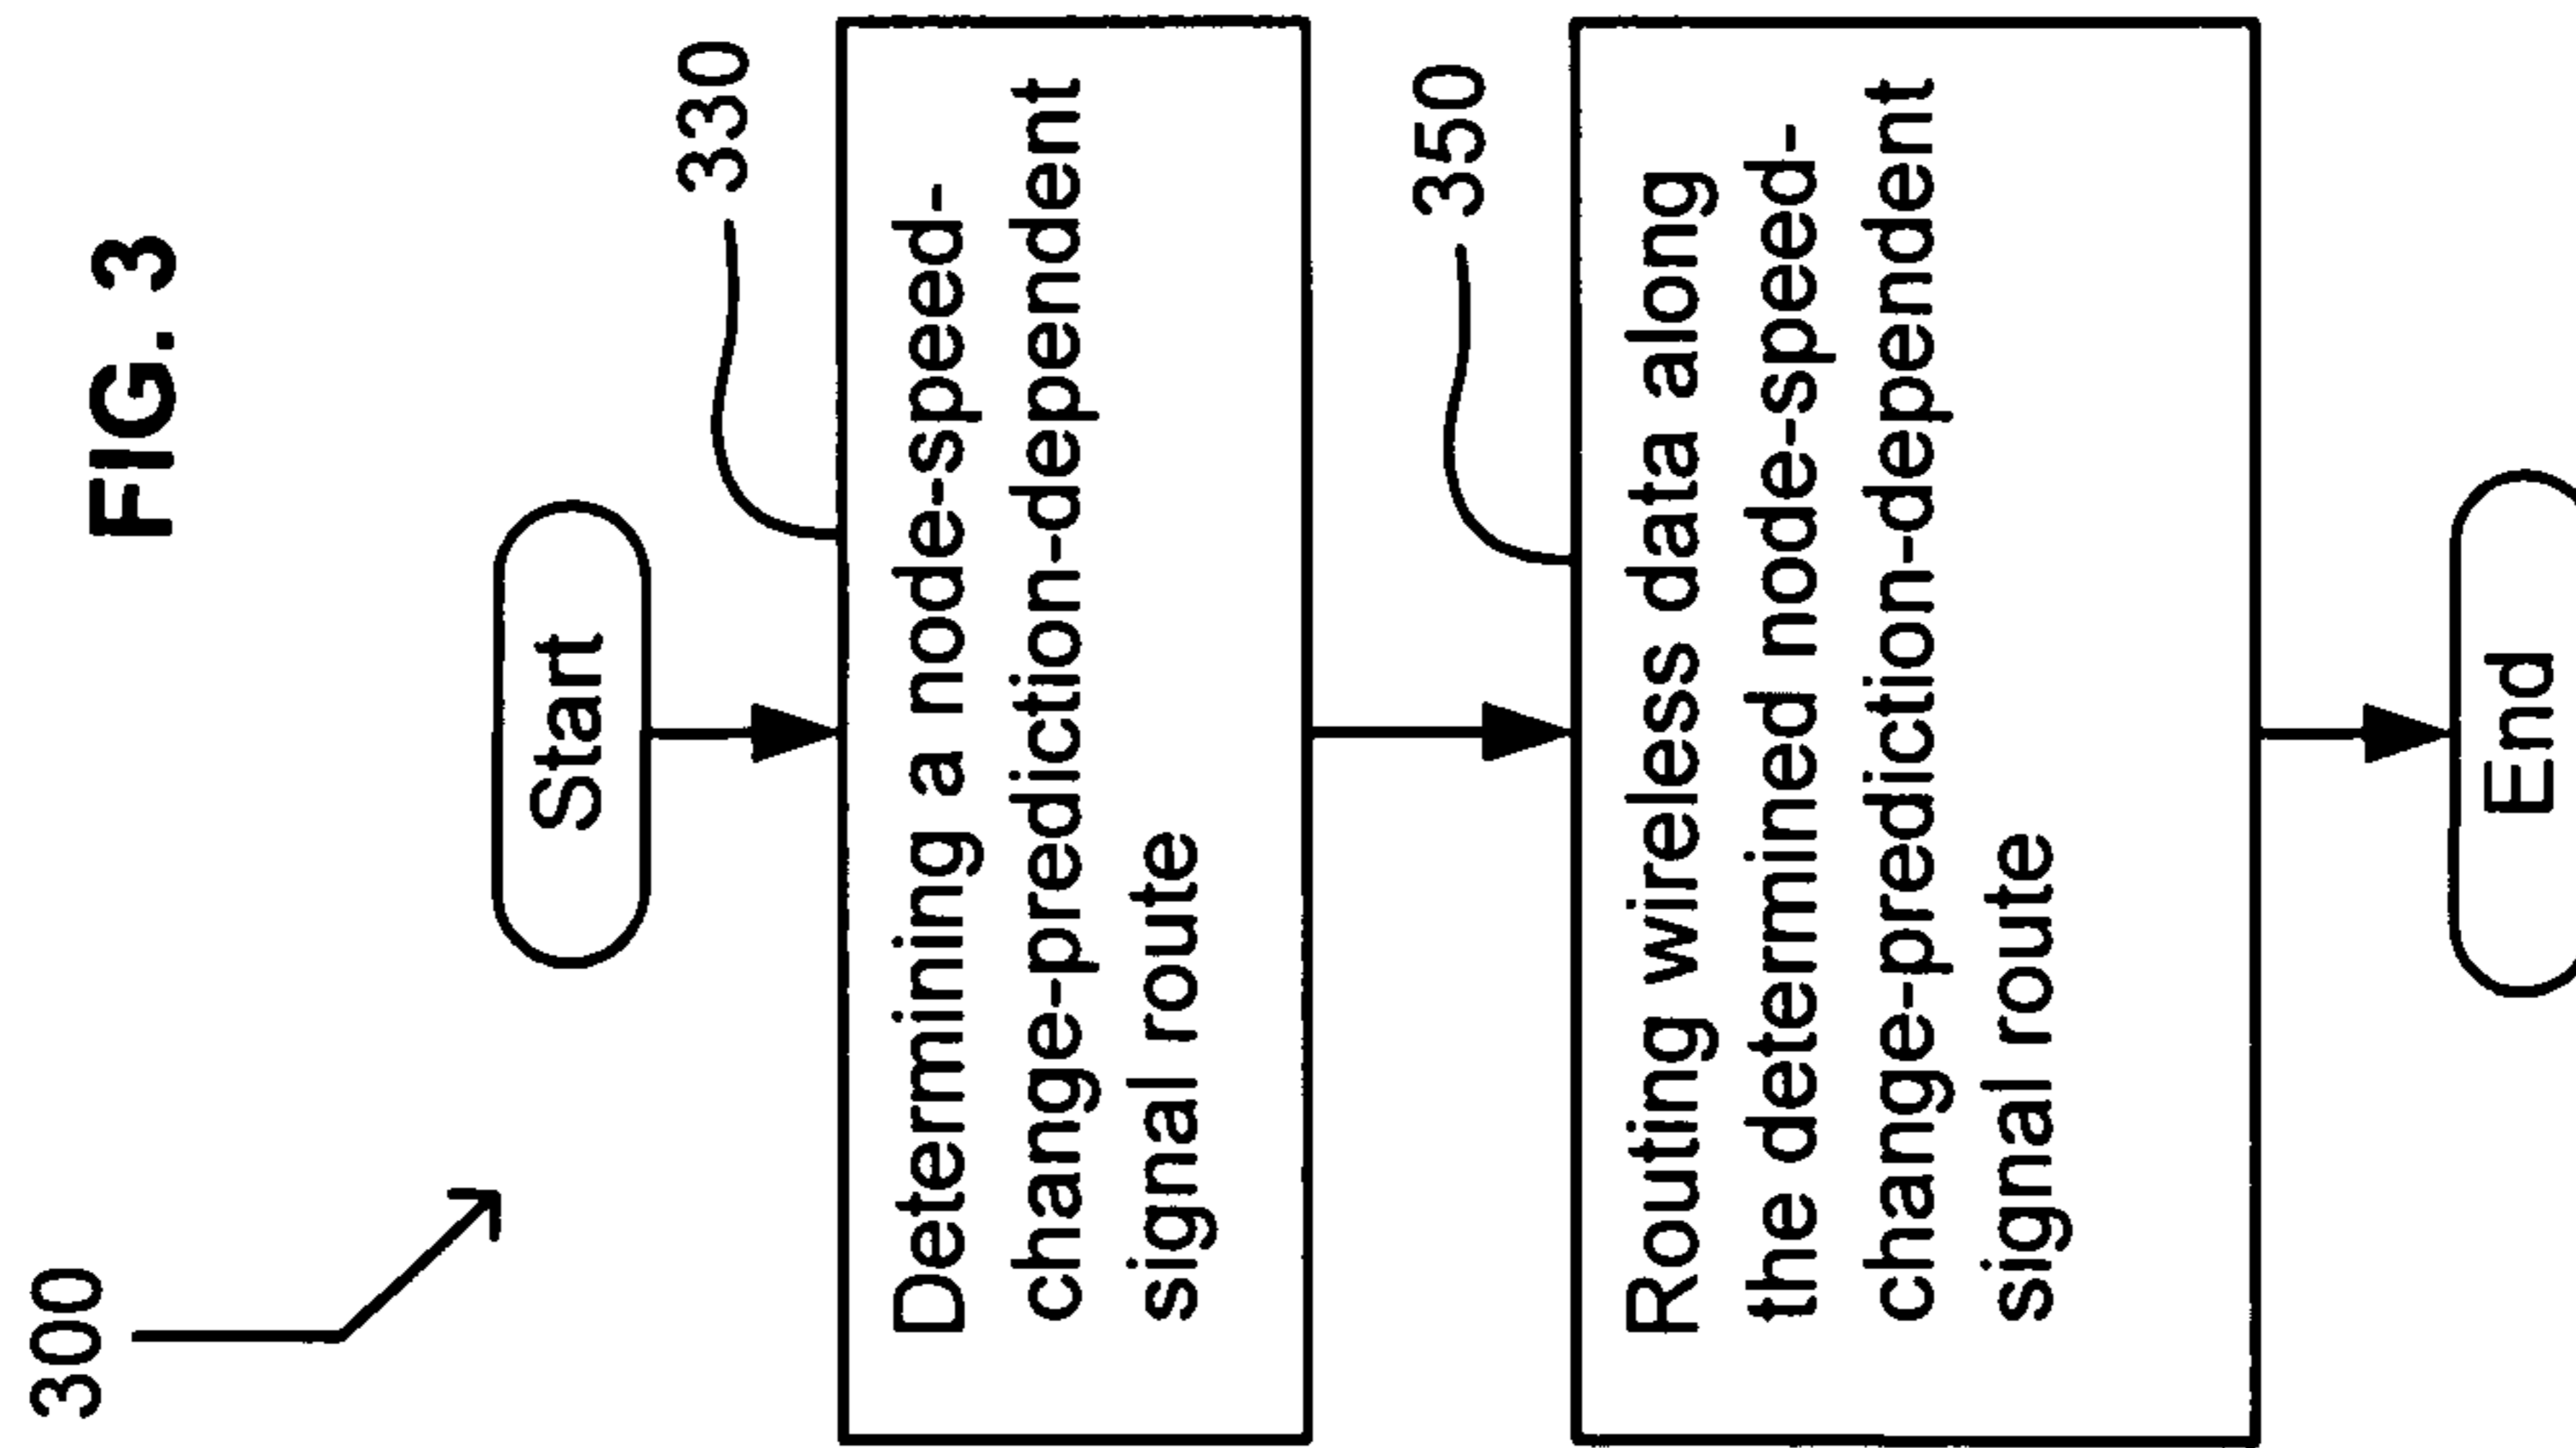 FIG. 3
300
Start
330
Determining a node-speed-
change-prediction-dependent
signal route
350
Routing wireless data along
the determined node-speed-
change-prediction-dependent
signal route
End